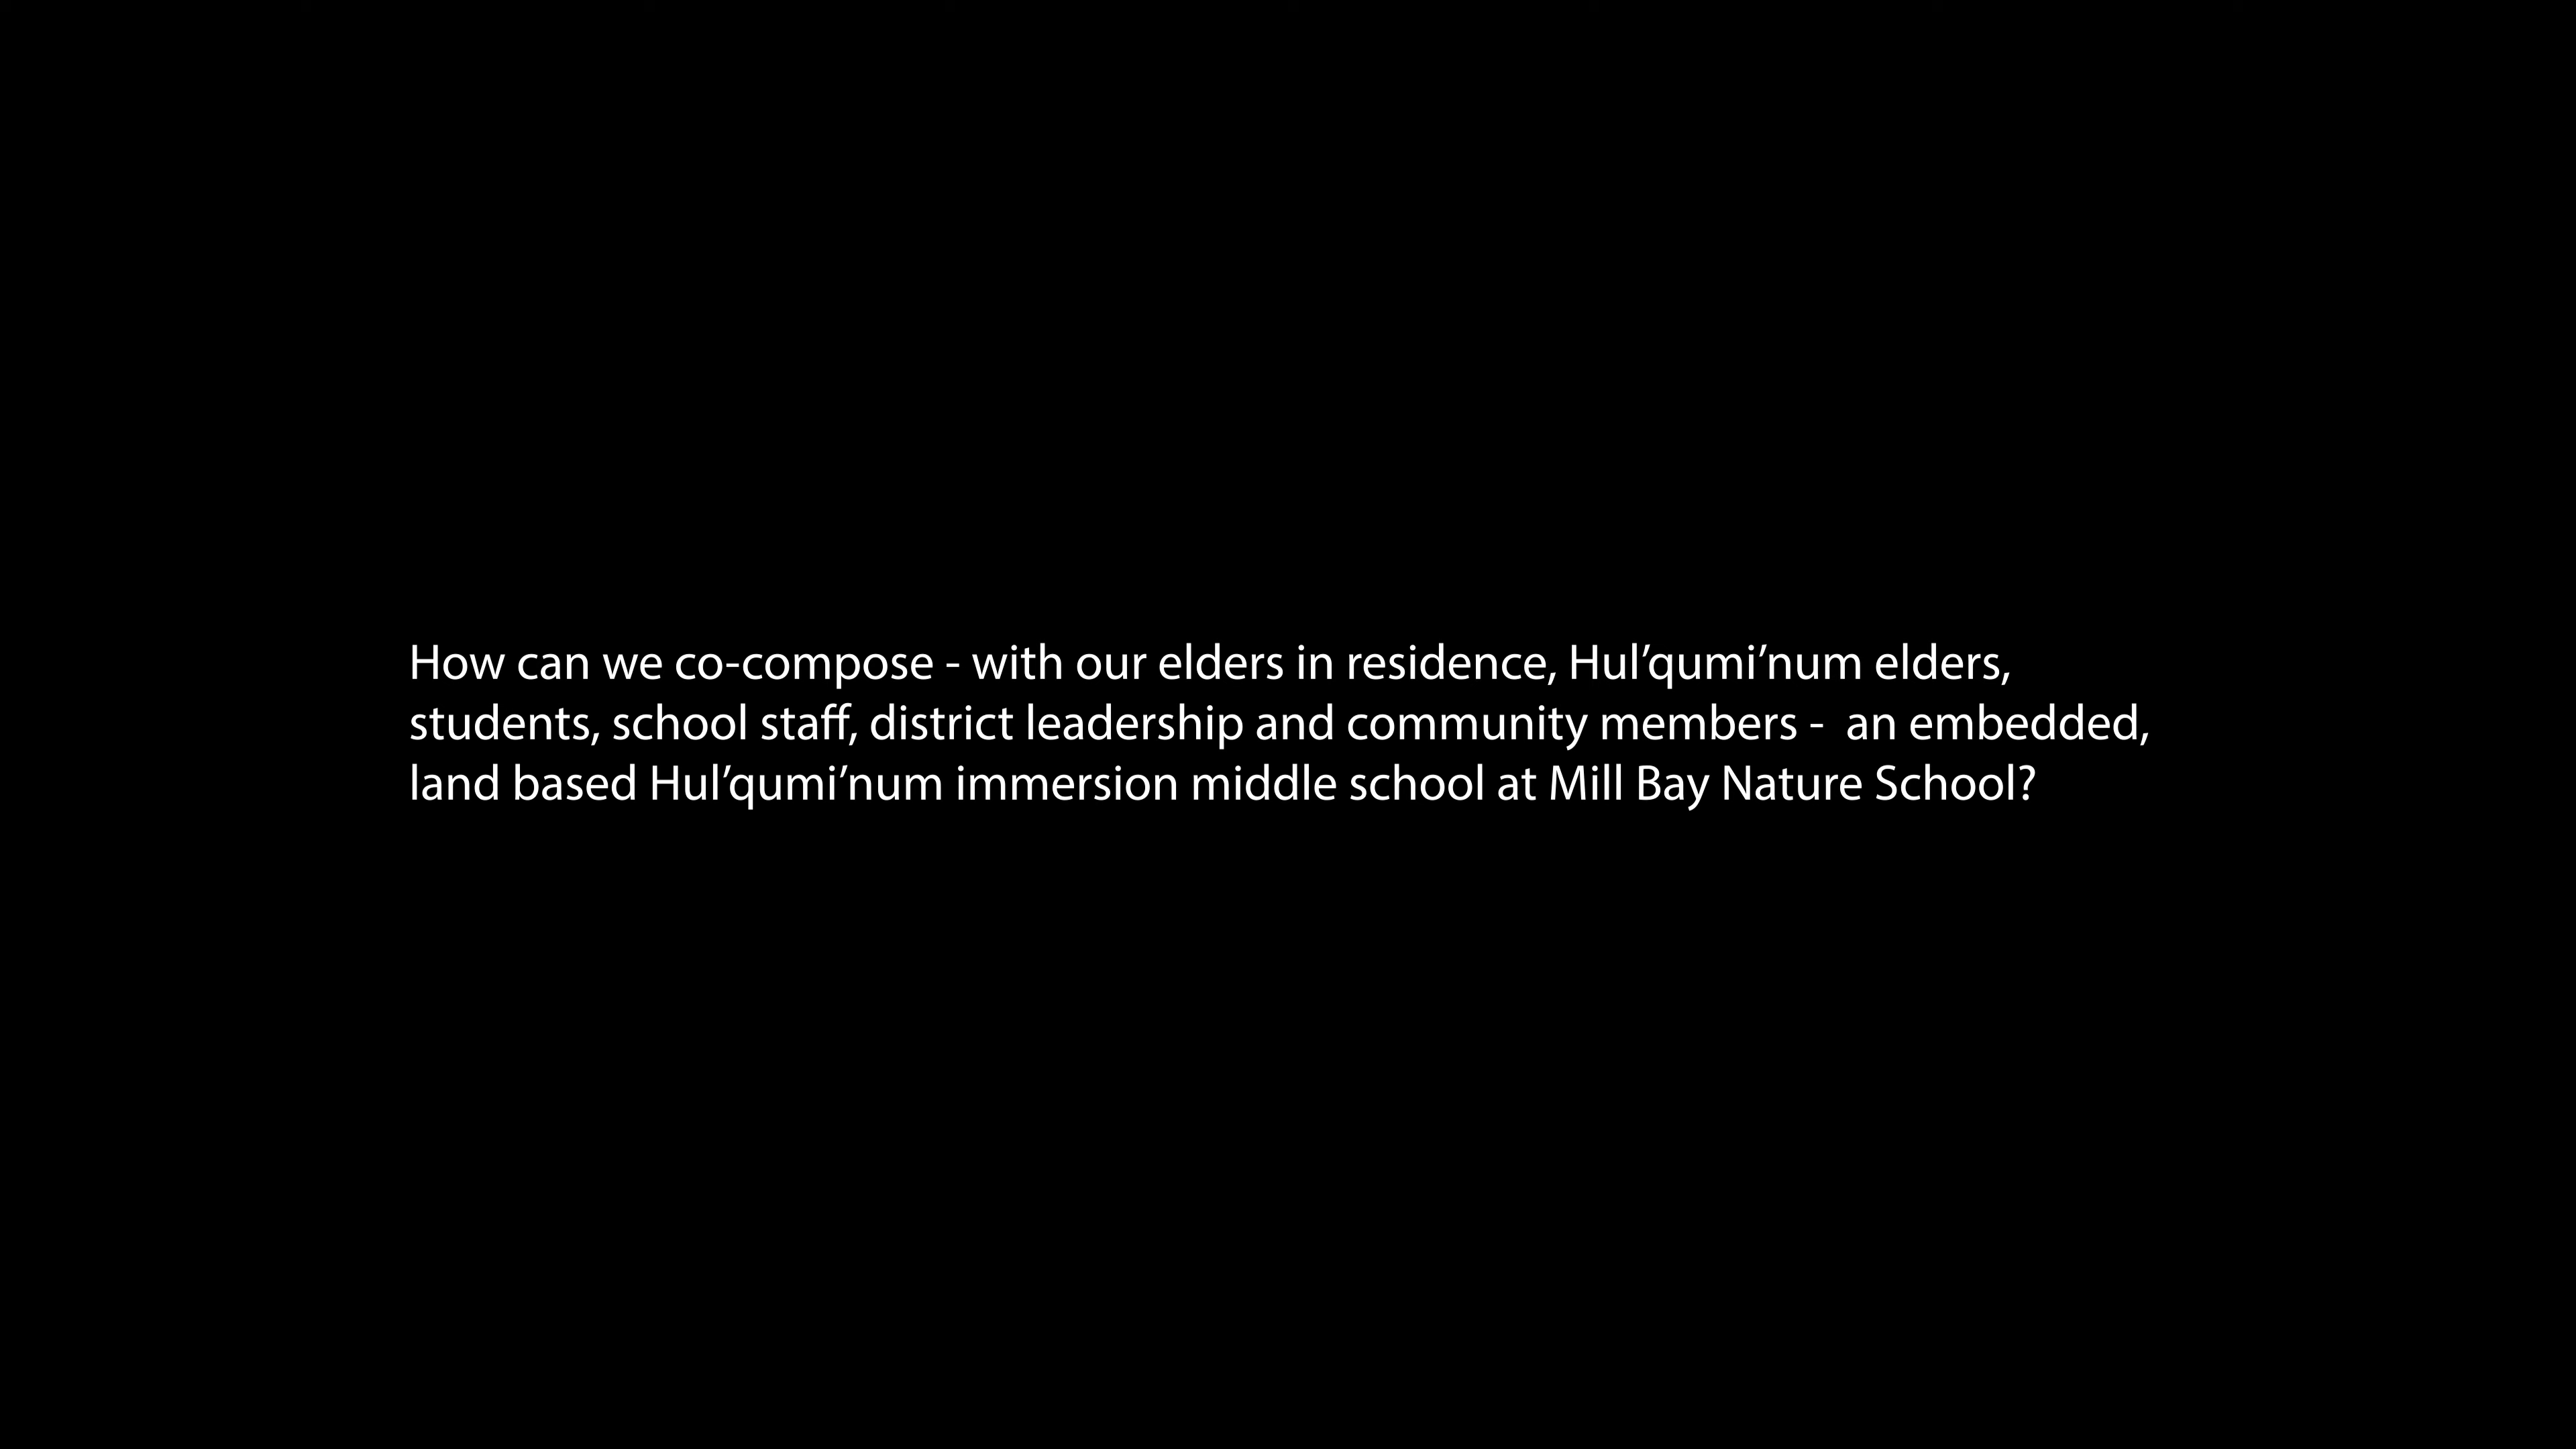 How can we co-compose - with our elders in residence, Hul’qumi’num elders,
students, school staff, district leadership and community members -  an embedded,
land based Hul’qumi’num immersion middle school at Mill Bay Nature School?